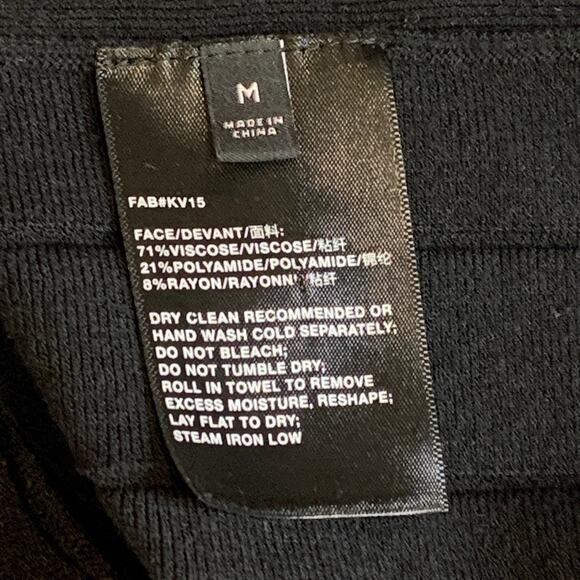 M
MADE IN
CHINA
FAB#KV15
FACE/DEVANT/面料:
71%VISCOSE/VISCOSE/粘纤
21%POLYAMIDE/POLYAMIDE/锦纶
8%RAYON/RAYONN 粘纤
DRY CLEAN RECOMMENDED OR
HAND WASH COLD SEPARATELY;
DO NOT BLEACH;
DO NOT TUMBLE DRY;
ROLL IN TOWEL TO REMOVE
EXCESS MOISTURE, RESHAPE;
LAY FLAT TO DRY;
STEAM IRON LOW